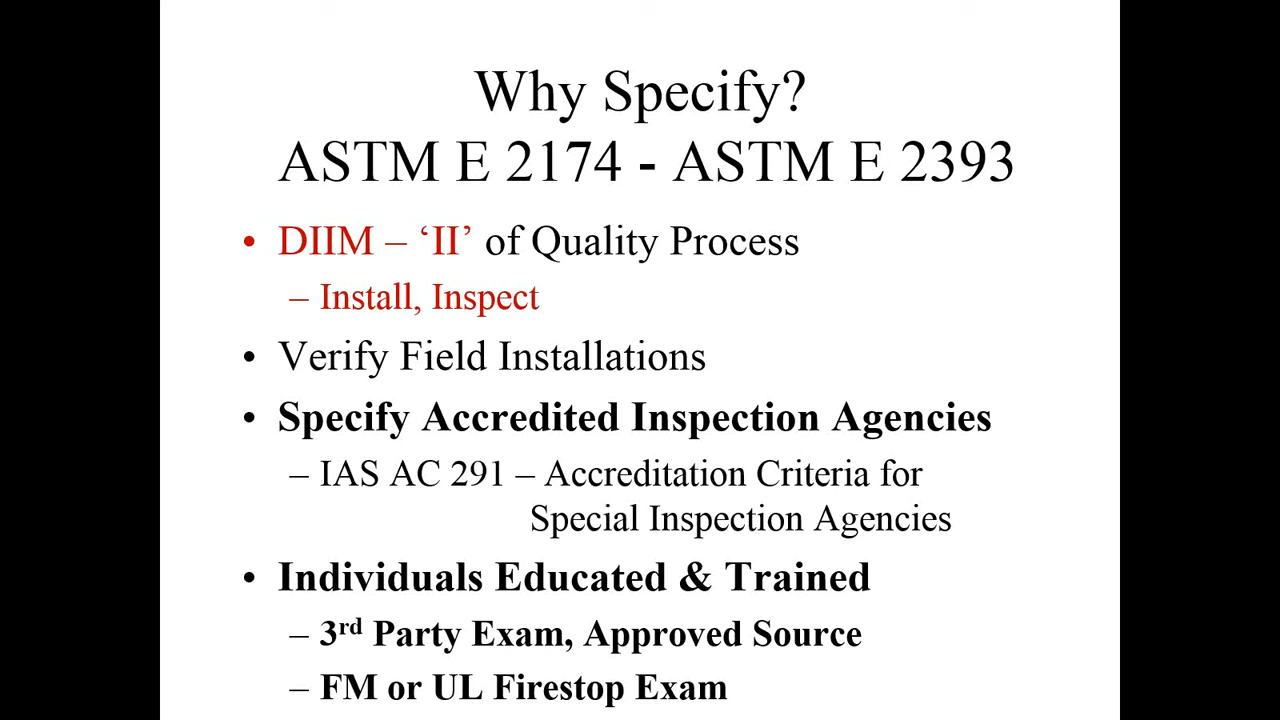 Why Specify?
ASTM E 2174 - ASTM E 2393
• DIIM – ‘II’ of Quality Process
– Install, Inspect
• Verify Field Installations
• Specify Accredited Inspection Agencies
– IAS AC 291 – Accreditation Criteria for
Special Inspection Agencies
• Individuals Educated & Trained
– 3rd Party Exam, Approved Source
– FM or UL Firestop Exam